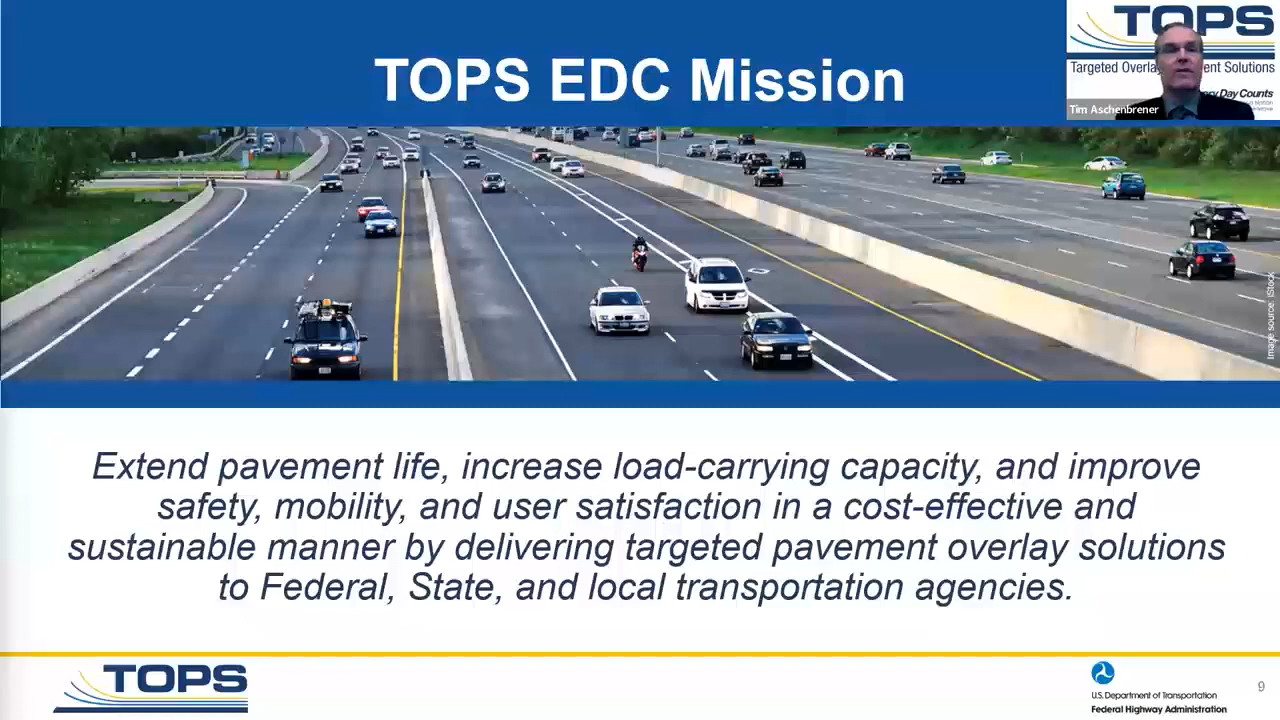 TOPS EDC Mission
TOPS
Targeted Overlay
ent Solutions
ry Day Counts
Tim Aschenbrener
Image source: iStock
Extend pavement life, increase load-carrying capacity, and improve
safety, mobility, and user satisfaction in a cost-effective and
sustainable manner by delivering targeted pavement overlay solutions
to Federal, State, and local transportation agencies.
TOPS
U.S. Department of Transportation
Federal Highway Administration
9